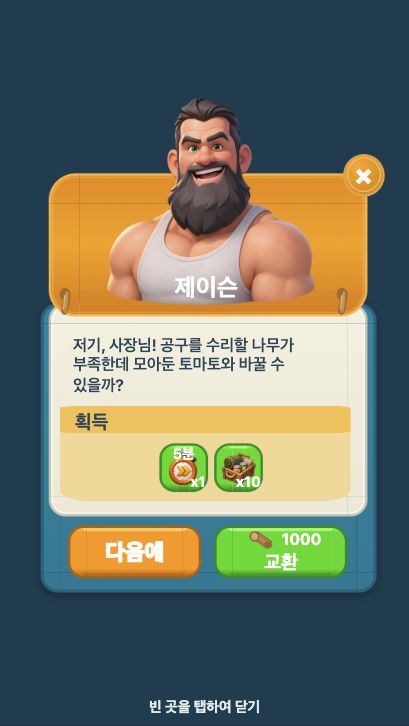 제이슨
저기, 사장님! 공구를 수리할 나무가
부족한데 모아둔 토마토와 바꿀 수
있을까?
획득
5분
x1
x10
다음에
1000
교환
빈 곳을 탭하여 닫기